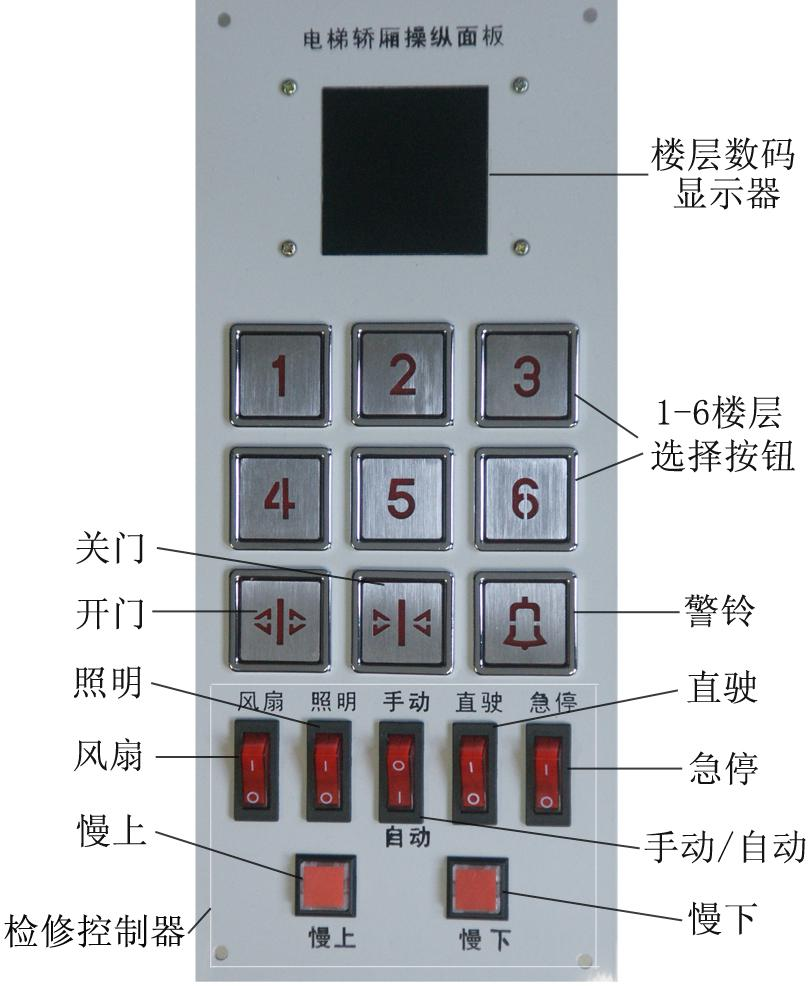 电梯轿厢操纵面板
楼层数码
显示器
1
2
3
1-6楼层
选择按钮
4
5
6
关门
开门
警铃
照明
风扇
照明
手动
直驶
急停
直驶
风扇
急停
慢上
自动
手动/自动
慢上
慢下
慢下
检修控制器